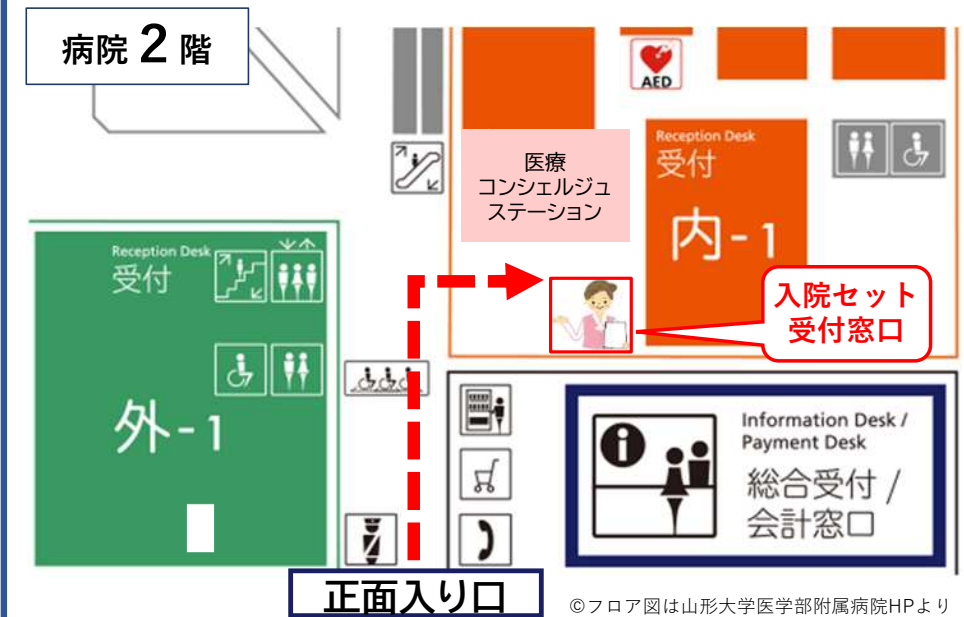 病院 2 階
AED
医療
コンシェルジュ
ステーション
Reception Desk
受付
内-1
Reception Desk
受付
外-1
入院セット
受付窓口
Information Desk /
Payment Desk
総合受付 /
会計窓口
正面入り口
©フロア図は山形大学医学部附属病院HPより